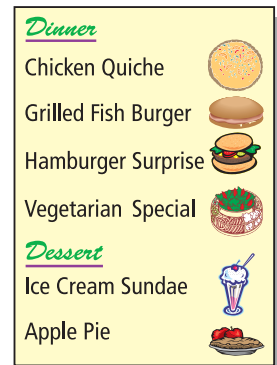 Dinner
Chicken Quiche
Grilled Fish Burger
Hamburger Surprise
Vegetarian Special
Dessert
Ice Cream Sundae
Apple Pie